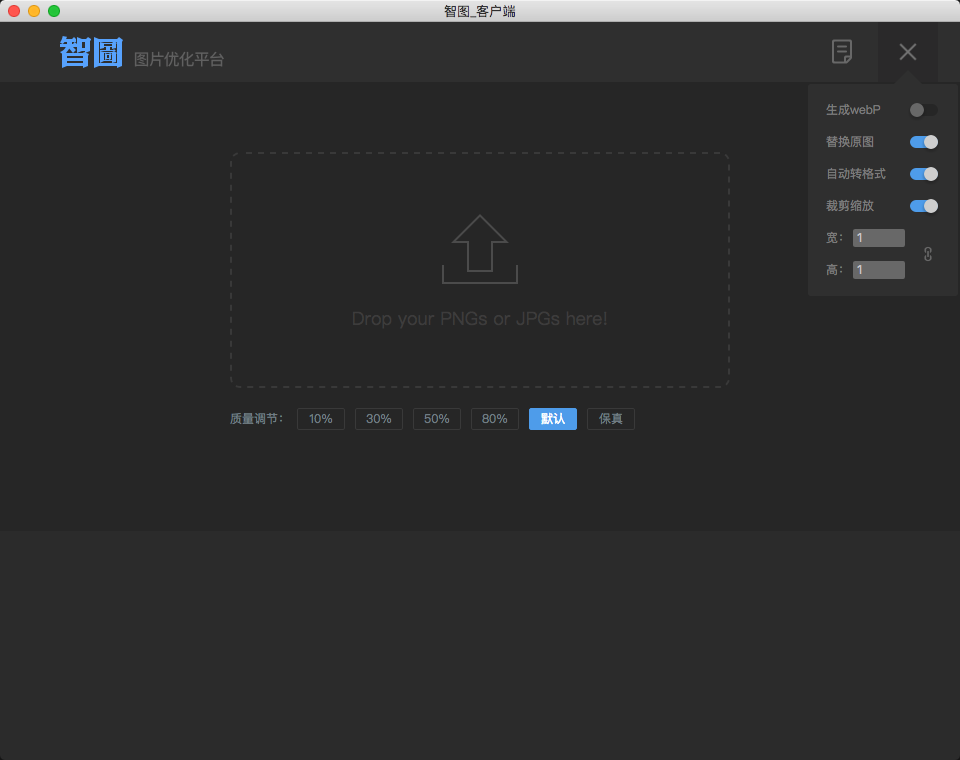 智图_客户端
智圖 图片优化平台
生成webP
替换原图
自动转格式
裁剪缩放
宽： 1
高： 1
Drop your PNGs or JPGs here!
质量调节： 10% 30% 50% 80% 默认 保真